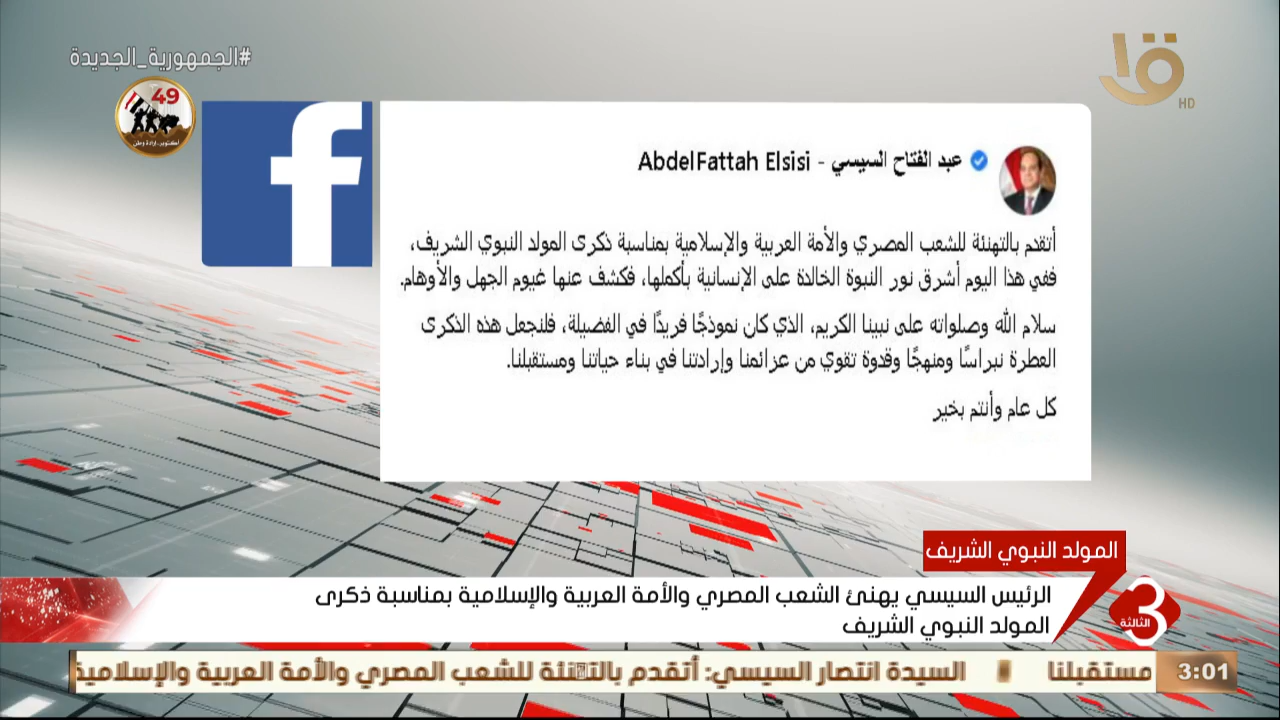 #الجمهورية_الجديدة
HD
49
أكتوبر.. إرادة وطن
عبد الفتاح السيسي - AbdelFattah Elsisi
أتقدم بالتهنئة للشعب المصري والأمة العربية والإسلامية بمناسبة ذكرى المولد النبوي الشريف،
ففي هذا اليوم أشرق نور النبوة الخالدة على الإنسانية بأكملها، فكشف عنها غيوم الجهل والأوهام.
سلام الله وصلواته على نبينا الكريم، الذي كان نموذجًا فريدًا في الفضيلة، فلنجعل هذه الذكرى
العطرة نبراسًا ومنهجًا وقدوة تقوي من عزائمنا وإرادتنا في بناء حياتنا ومستقبلنا.
كل عام وأنتم بخير
المولد النبوي الشريف
3 الثالثة
الرئيس السيسي يهنئ الشعب المصري والأمة العربية والإسلامية بمناسبة ذكرى
المولد النبوي الشريف
3:01 مستقبلنا السيدة انتصار السيسي: أتقدم بالتهنئة للشعب المصري والأمة العربية والإسلامية